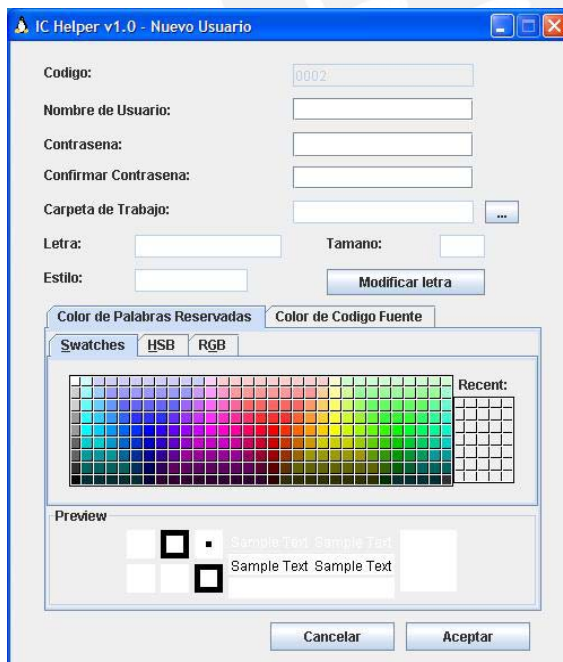 IC Helper v1.0 - Nuevo Usuario
Codigo: 0002
Nombre de Usuario:
Contrasena:
Confirmar Contrasena:
Carpeta de Trabajo: ...
Letra: Tamano:
Estilo: Modificar letra
Color de Palabras Reservadas Color de Codigo Fuente
Swatches HSB RGB
Recent:
Preview
Sample Text Sample Text
Sample Text Sample Text
Cancelar Aceptar